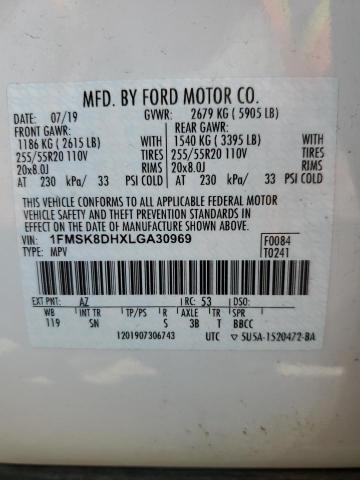 MFD. BY FORD MOTOR CO.
DATE: 07/19 GVWR: 2679 KG ( 5905 LB)
FRONT GAWR: REAR GAWR:
1186 KG ( 2615 LB) WITH 1540 KG ( 3395 LB) WITH
255/55R20 110V TIRES 255/55R20 110V TIRES
20x8.0J RIMS 20x8.0J RIMS
AT 230 kPa/ 33 PSI COLD AT 230 kPa/ 33 PSI COLD
THIS VEHICLE CONFORMS TO ALL APPLICABLE FEDERAL MOTOR
VEHICLE SAFETY AND BUMPER STANDARDS IN
EFFECT ON THE DATE OF MANUFACTURE SHOWN ABOVE.
VIN: 1FMSK8DHXLGA30969 F0084
TYPE: MPV T0241
EXT PNT: AZ RC: 53 DSO:
WB INT TR TP/PS R AXLE TR SPR
119 SN S 3B T BBCC
1201907306743 UTC 5U5A-1520472-BA